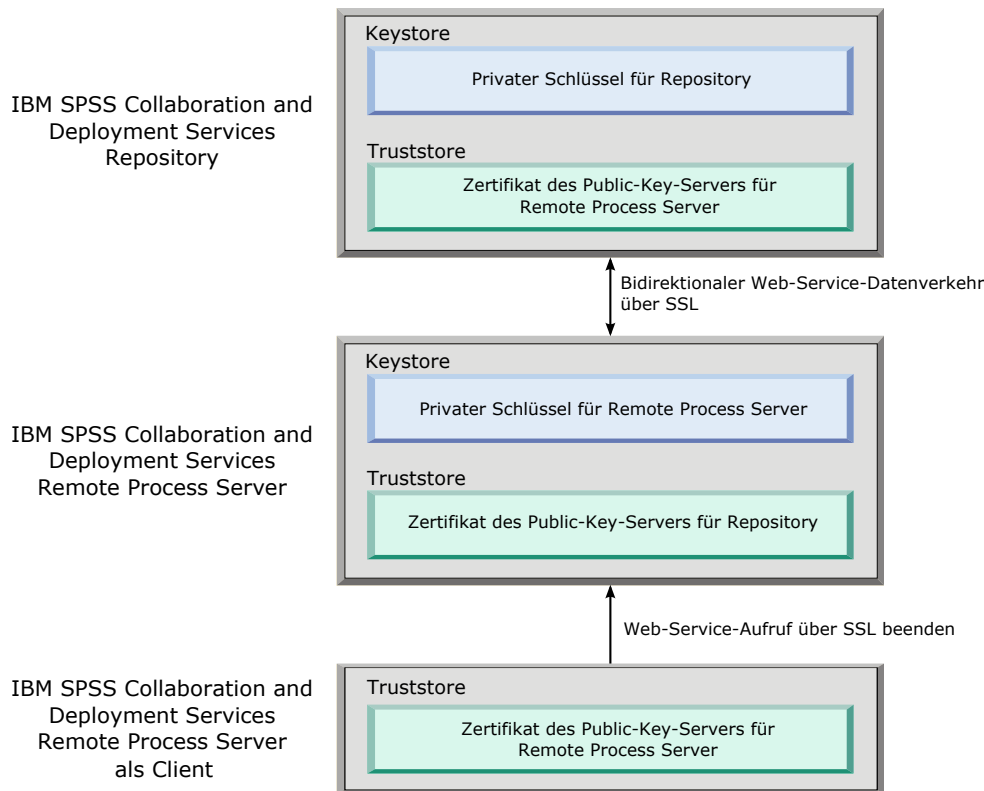 Keystore
Privater Schlüssel für Repository
IBM SPSS Collaboration and
Deployment Services
Repository
Truststore
Zertifikat des Public-Key-Servers für
Remote Process Server
Bidirektionaler Web-Service-Datenverkehr
über SSL
Keystore
Privater Schlüssel für Remote Process Server
IBM SPSS Collaboration and
Deployment Services
Remote Process Server
Truststore
Zertifikat des Public-Key-Servers für Repository
Web-Service-Aufruf über SSL beenden
IBM SPSS Collaboration and
Deployment Services
Remote Process Server
als Client
Truststore
Zertifikat des Public-Key-Servers für
Remote Process Server